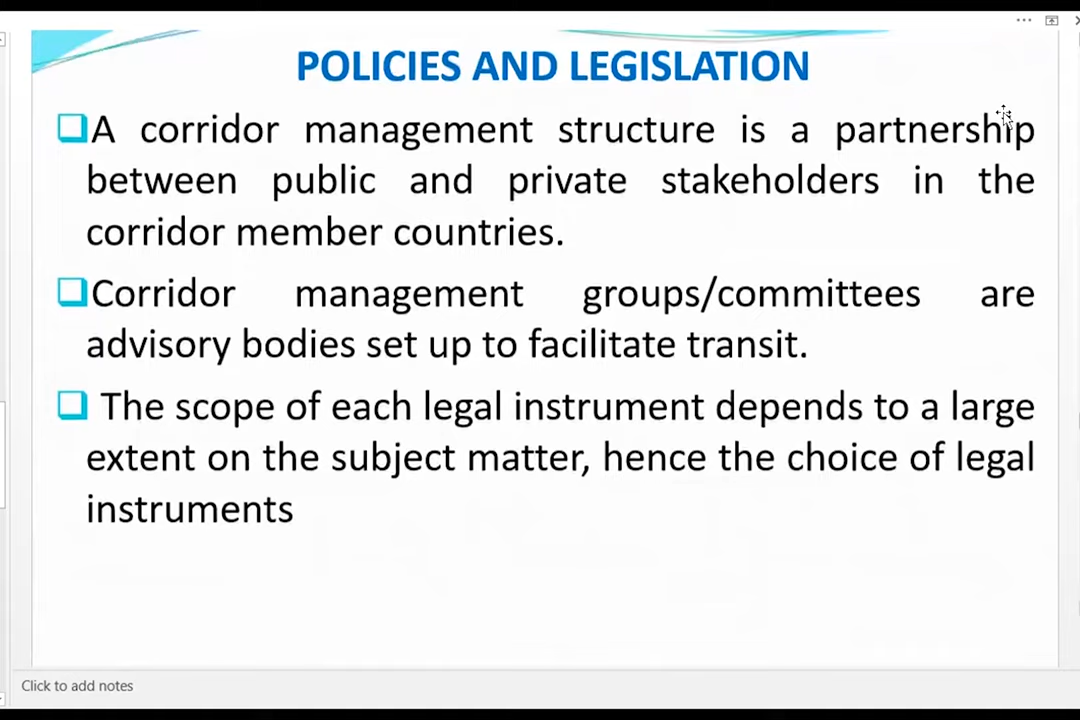 POLICIES AND LEGISLATION
A corridor management structure is a partnership
between public and private stakeholders in the
corridor member countries.
Corridor management groups/committees are
advisory bodies set up to facilitate transit.
The scope of each legal instrument depends to a large
extent on the subject matter, hence the choice of legal
instruments
Click to add notes